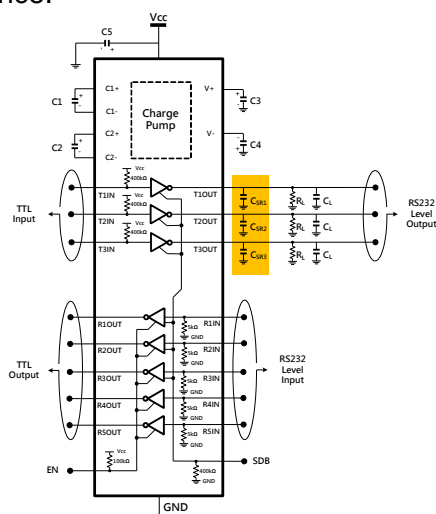 Vcc
C5
+
C1
+
-
C1+
C1-
C2
+
-
C2+
C2-
Charge
Pump
V+
+
-
C3
V-
+
-
C4
TTL
Input
Vcc
400kΩ
T1IN
T1OUT
CSR1
RL
CL
Vcc
400kΩ
T2IN
T2OUT
CSR2
RL
CL
Vcc
400kΩ
T3IN
T3OUT
CSR3
RL
CL
RS232
Level
Output
TTL
Output
R1OUT
R1IN
5kΩ
GND
R2OUT
R2IN
5kΩ
GND
R3OUT
R3IN
5kΩ
GND
R4OUT
R4IN
5kΩ
GND
R5OUT
R5IN
5kΩ
GND
RS232
Level
Input
Vcc
100kΩ
EN
SDB
400kΩ
GND
GND